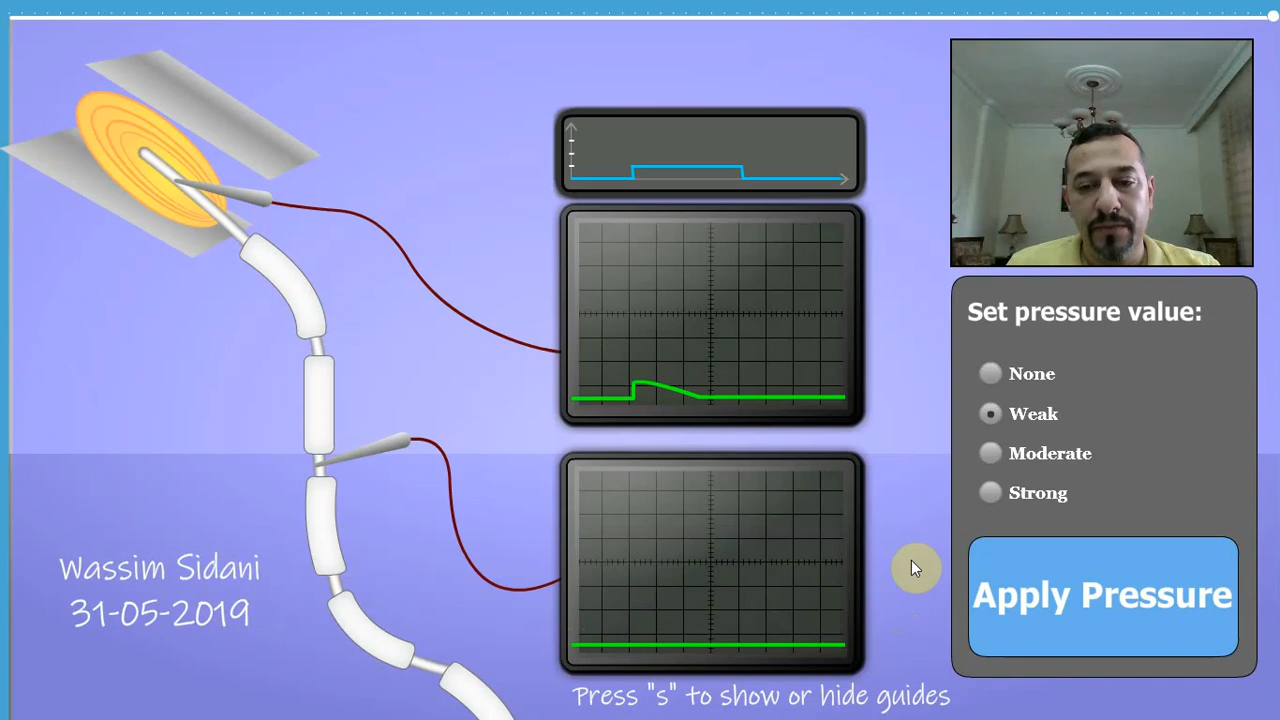 Set pressure value:
None
Weak
Moderate
Strong
Apply Pressure
Wassim Sidani
31-05-2019
Press "s" to show or hide guides